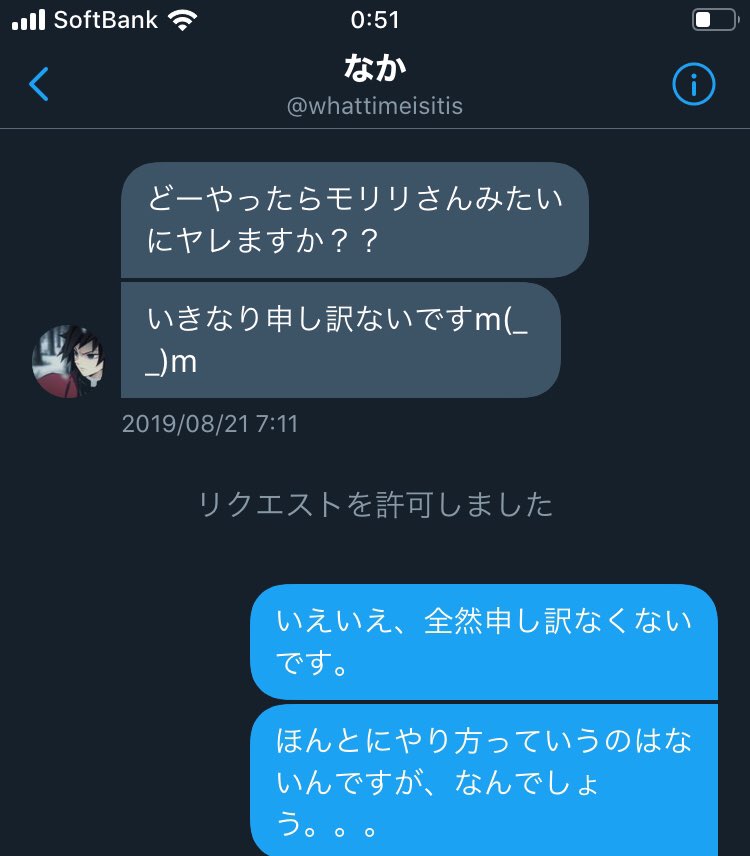 SoftBank
0:51
なか
@whattimeisitis
どーやったらモリリさんみたい
にヤレますか？？
いきなり申し訳ないですm(_
_)m
2019/08/21 7:11
リクエストを許可しました
いえいえ、全然申し訳なくない
です。
ほんとにやり方っていうのはな
いんですが、なんでしょ
う。。。